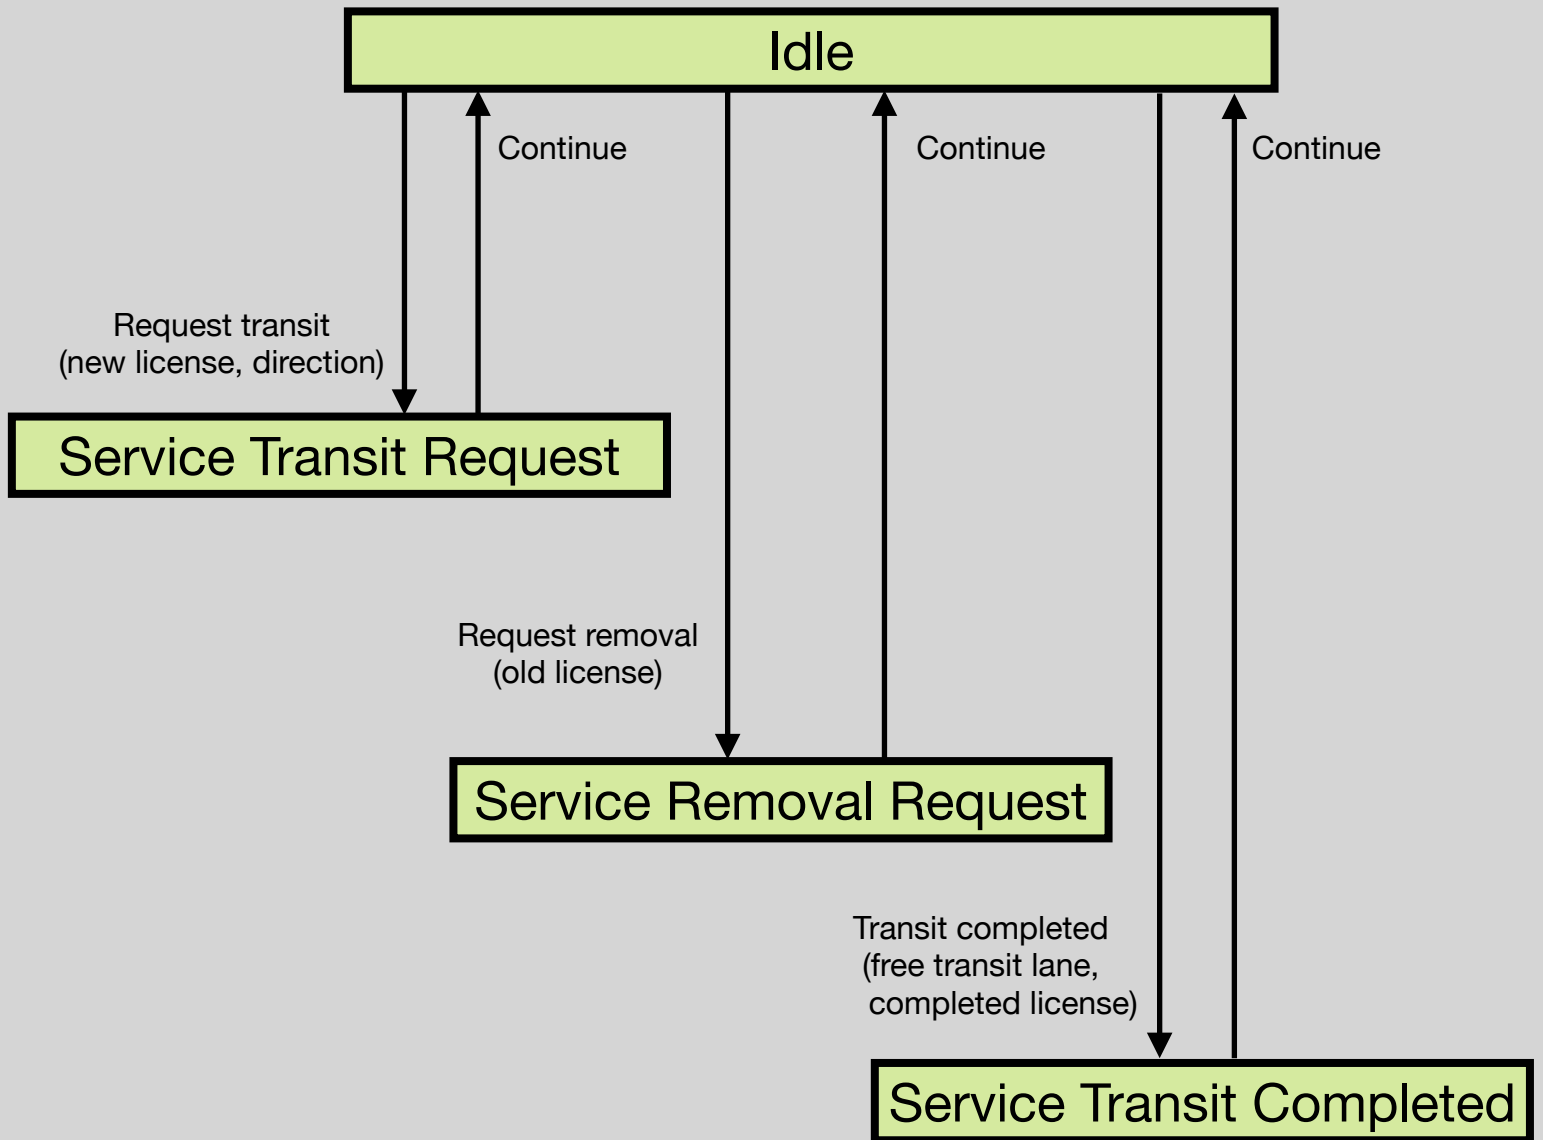 Idle
Continue
Continue
Continue
Request transit
(new license, direction)
Service Transit Request
Request removal
(old license)
Service Removal Request
Transit completed
(free transit lane,
completed license)
Service Transit Completed